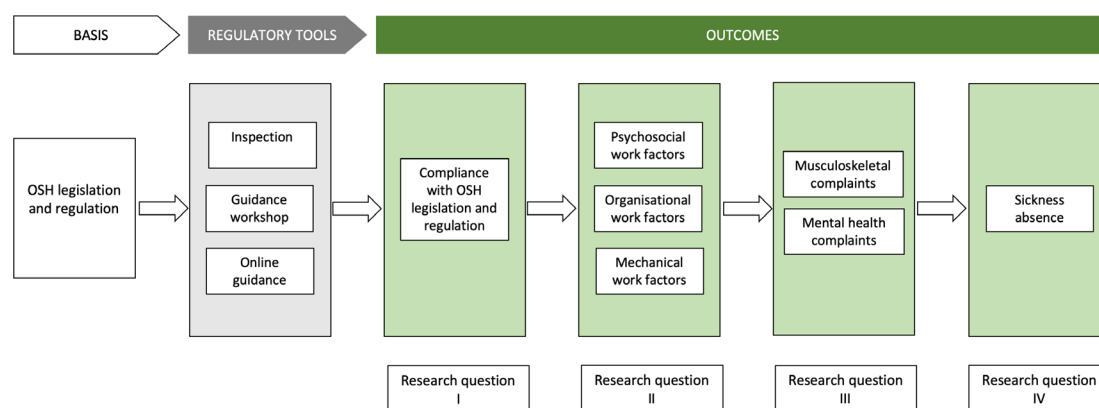 BASIS
REGULATORY TOOLS
OUTCOMES
OSH legislation
and regulation
Inspection
Guidance
workshop
Online
guidance
Compliance
with OSH
legislation and
regulation
Psychosocial
work factors
Organisational
work factors
Mechanical
work factors
Musculoskeletal
complaints
Mental health
complaints
Sickness
absence
Research question
I
Research question
II
Research question
III
Research question
IV